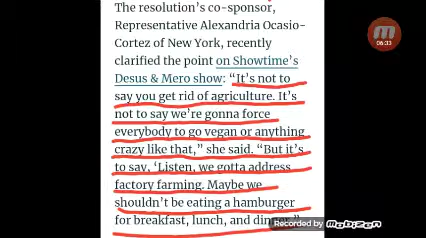 The resolution's co-sponsor,
Representative Alexandria Ocasio-
Cortez of New York, recently
clarified the point on Showtime's
Desus & Mero show: “It's not to
say you get rid of agriculture. It's
not to say we're gonna force
everybody to go vegan or anything
crazy like that,” she said. “But it's
to say, ‘Listen, we gotta address
factory farming. Maybe we
shouldn't be eating a hamburger
for breakfast, lunch, and
06:33
Recorded by Mobizen